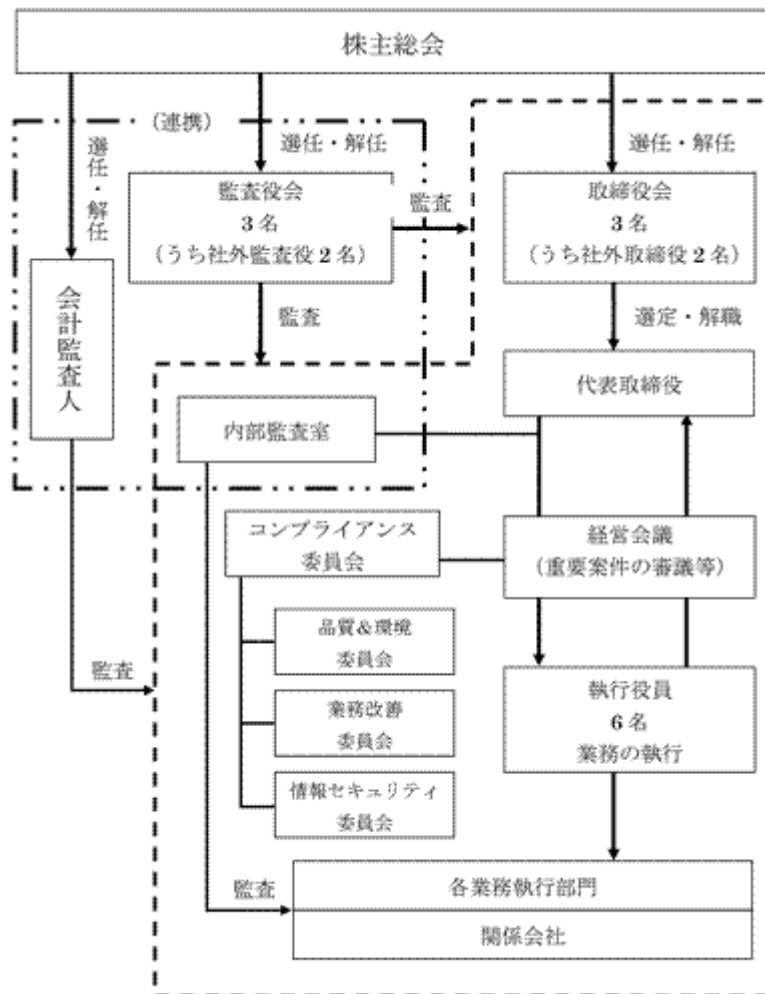 株主総会
(連携)
選任・解任
選任・解任
選任・解任
監査役会
3名
(うち社外監査役2名)
監査
取締役会
3名
(うち社外取締役2名)
会計監査人
監査
選定・解職
代表取締役
内部監査室
コンプライアンス
委員会
経営会議
(重要案件の審議等)
品質&環境
委員会
監査
業務改善
委員会
執行役員
6名
業務の執行
情報セキュリティ
委員会
監査
各業務執行部門
関係会社